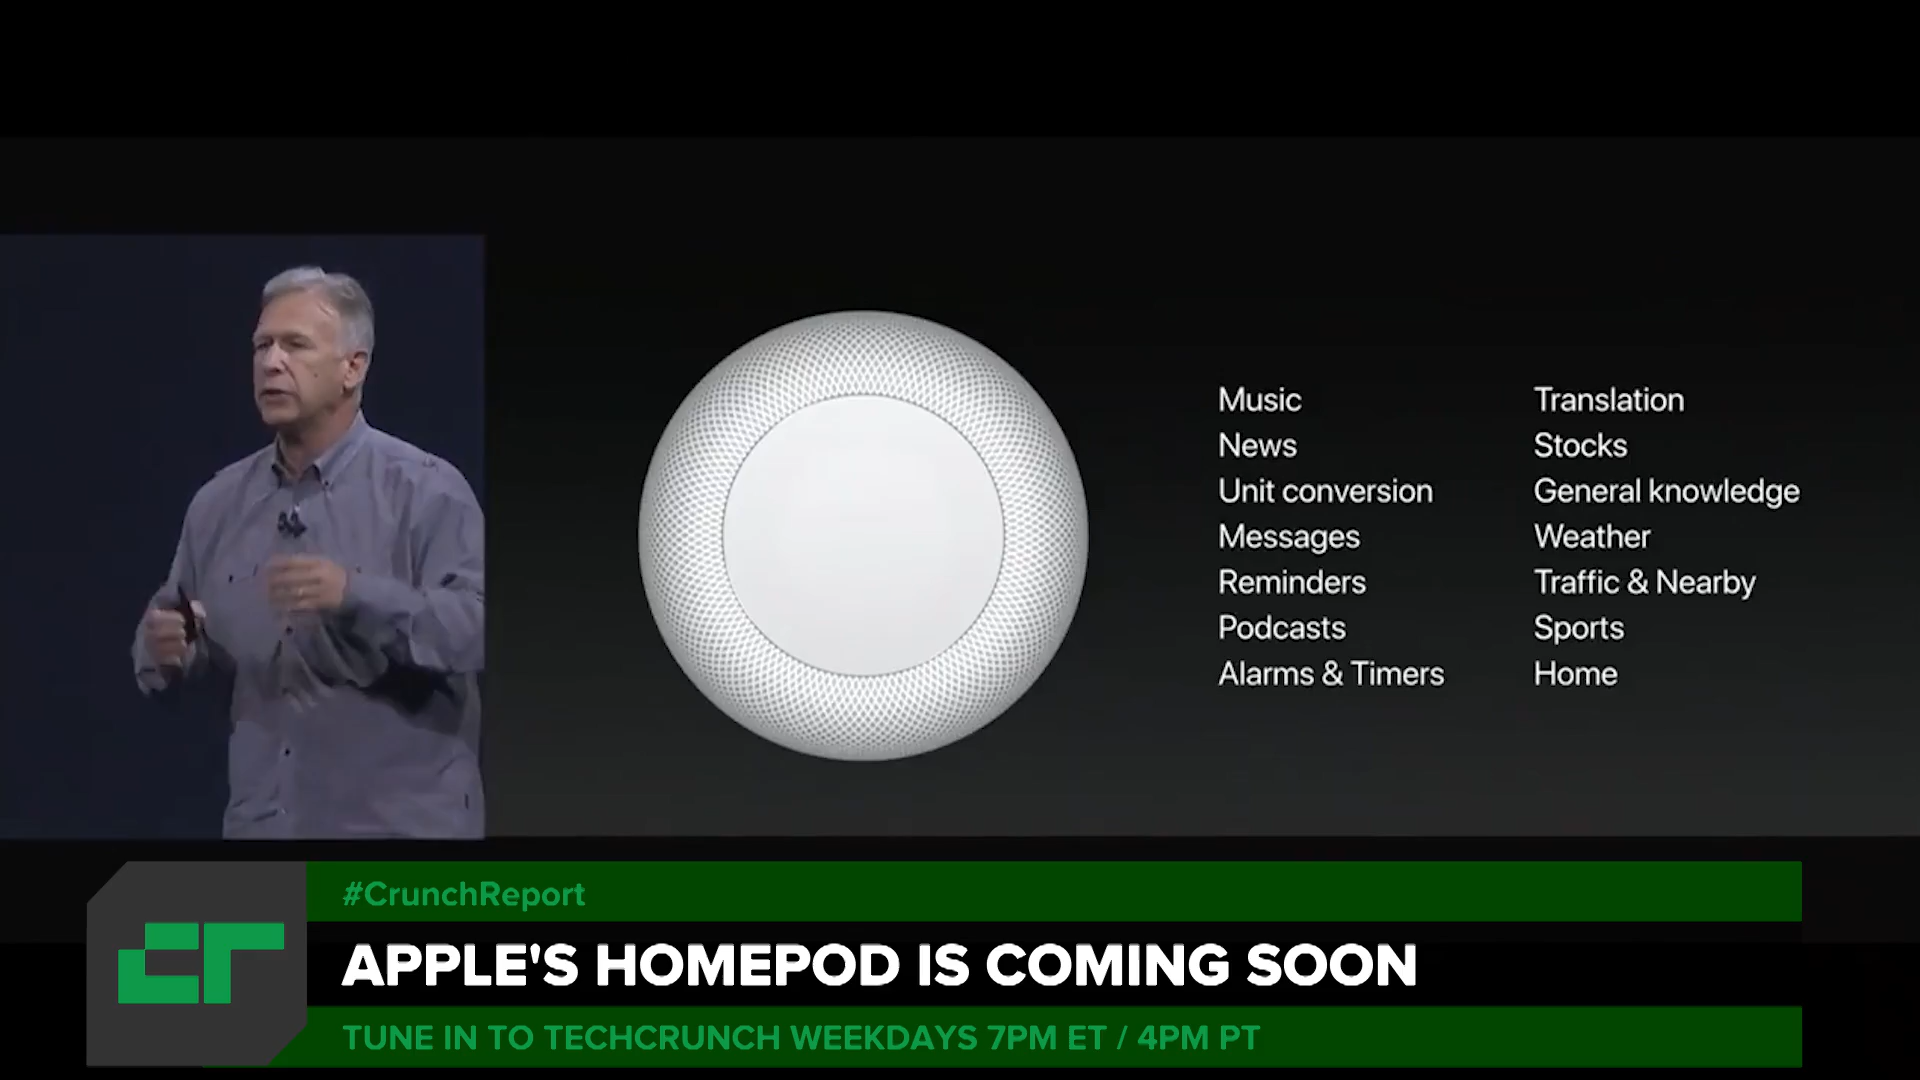 Music
News
Unit conversion
Messages
Reminders
Podcasts
Alarms & Timers
Translation
Stocks
General knowledge
Weather
Traffic & Nearby
Sports
Home
#CrunchReport
APPLE'S HOMEPOD IS COMING SOON
TUNE IN TO TECHCRUNCH WEEKDAYS 7PM ET / 4PM PT